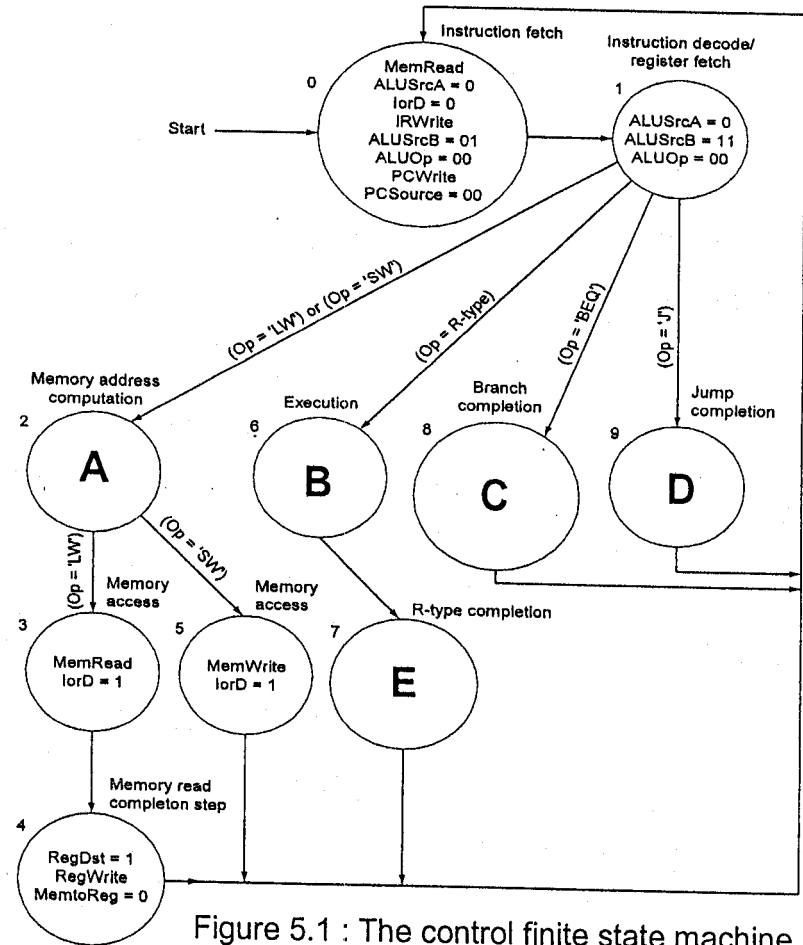 Instruction fetch
0
MemRead
ALUSrcA = 0
IorD = 0
IRWrite
ALUSrcB = 01
ALUOp = 00
PCWrite
PCSource = 00
Start
Instruction decode/
register fetch
1
ALUSrcA = 0
ALUSrcB = 11
ALUOp = 00
(Op = 'LW') or (Op = 'SW')
(Op = R-type)
(Op = 'BEQ')
(Op = 'J')
Memory address
computation
2
A
Execution
6
B
Branch
completion
8
C
Jump
completion
9
D
(Op = 'LW')
(Op = 'SW')
Memory
access
3
MemRead
IorD = 1
Memory
access
5
MemWrite
IorD = 1
R-type completion
7
E
Memory read
completon step
4
RegDst = 1
RegWrite
MemtoReg = 0
Figure 5.1 : The control finite state machine